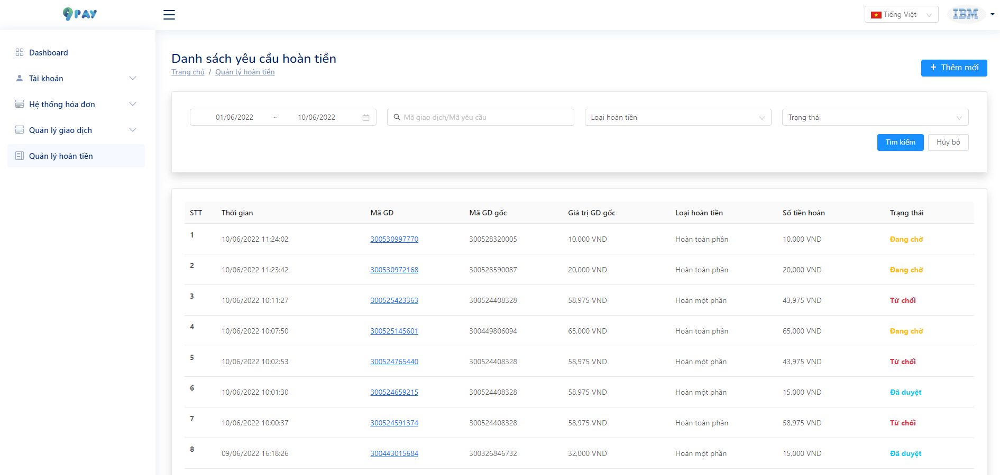 9PAY
Tiếng Việt
IBM
Dashboard
Tài khoản
Hệ thống hóa đơn
Quản lý giao dịch
Quản lý hoàn tiền
Danh sách yêu cầu hoàn tiền
Trang chủ / Quản lý hoàn tiền
+ Thêm mới
01/06/2022 ~ 10/06/2022
Mã giao dịch/Mã yêu cầu
Loại hoàn tiền
Trạng thái
Tìm kiếm
Hủy bỏ
STT Thời gian Mã GD Mã GD gốc Giá trị GD gốc Loại hoàn tiền Số tiền hoàn Trạng thái
1 10/06/2022 11:24:02 300530997770 300528320005 10,000 VND Hoàn toàn phần 10,000 VND Đang chờ
2 10/06/2022 11:23:42 300530972168 300528590087 20,000 VND Hoàn toàn phần 20,000 VND Đang chờ
3 10/06/2022 10:11:27 300525423363 300524408328 58,975 VND Hoàn một phần 43,975 VND Từ chối
4 10/06/2022 10:07:50 300525145601 300449806094 65,000 VND Hoàn toàn phần 65,000 VND Đang chờ
5 10/06/2022 10:02:53 300524765440 300524408328 58,975 VND Hoàn một phần 43,975 VND Từ chối
6 10/06/2022 10:01:30 300524659215 300524408328 58,975 VND Hoàn một phần 15,000 VND Đã duyệt
7 10/06/2022 10:00:37 300524591374 300524408328 58,975 VND Hoàn toàn phần 58,975 VND Từ chối
8 09/06/2022 16:18:26 300443015684 300326846732 32,000 VND Hoàn một phần 15,000 VND Đã duyệt